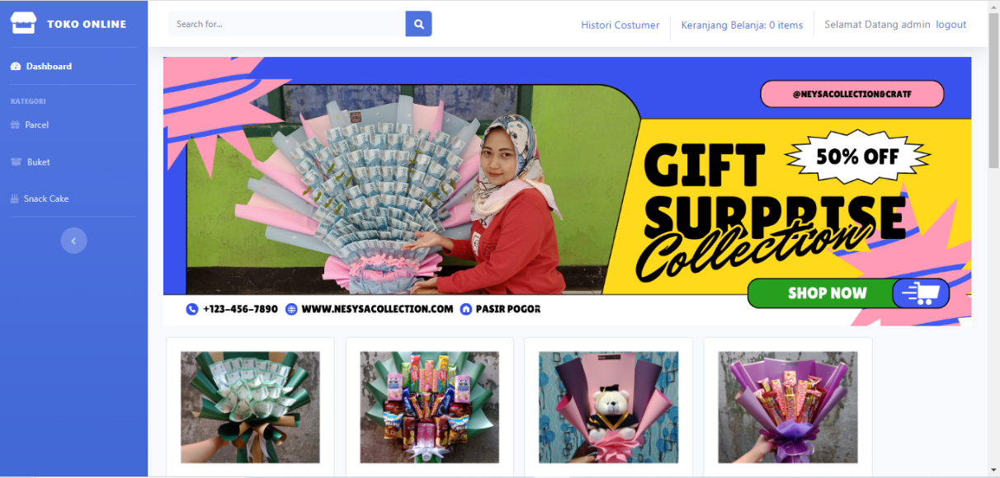 TOKO ONLINE
Search for...
Histori Costumer
Keranjang Belanja: 0 items
Selamat Datang admin logout
Dashboard
KATEGORI
Parcel
Buket
Snack Cake
@NEYSACOLLECTION&CRATF
GIFT
50% OFF
SURPRISE
Collection
SHOP NOW
+123-456-7890 WWW.NESYSACOLLECTION.COM PASIR POGOR